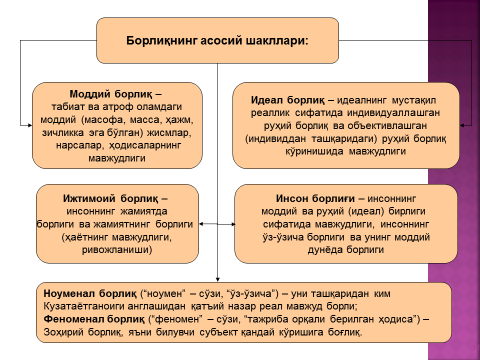 Борлиқнинг асосий шакллари:
Моддий борлиқ –
табиат ва атроф оламдаги
моддий (масофа, масса, ҳажм,
зичликка эга бўлган) жисмлар,
нарсалар, ҳодисаларнинг
мавжудлиги
Идеал борлиқ – идеалнинг мустақил
реаллик сифатида индивидуаллашган
руҳий борлиқ ва объективлашган
(индивиддан ташқаридаги) руҳий борлиқ
кўринишида мавжудлиги
Ижтимоий борлиқ –
инсоннинг жамиятда
борлиги ва жамиятнинг борлиги
(ҳаётнинг мавжудлиги,
ривожланиши)
Инсон борлиғи – инсоннинг
моддий ва руҳий (идеал) бирлиги
сифатида мавжудлиги, инсоннинг
ўз-ўзича борлиги ва унинг моддий
дунёда борлиги
Ноуменал борлиқ (“ноумен” – сўзи, “ўз-ўзича”) – уни ташқаридан ким
Кузатаётганоиги англашидан қатъий назар реал мавжуд борли;
Феноменал борлиқ (“феномен” – сўзи, “тажриба орқали берилган ҳодиса”) –
Зоҳирий борлиқ, яъни билувчи субъект қандай кўришига боғлиқ.